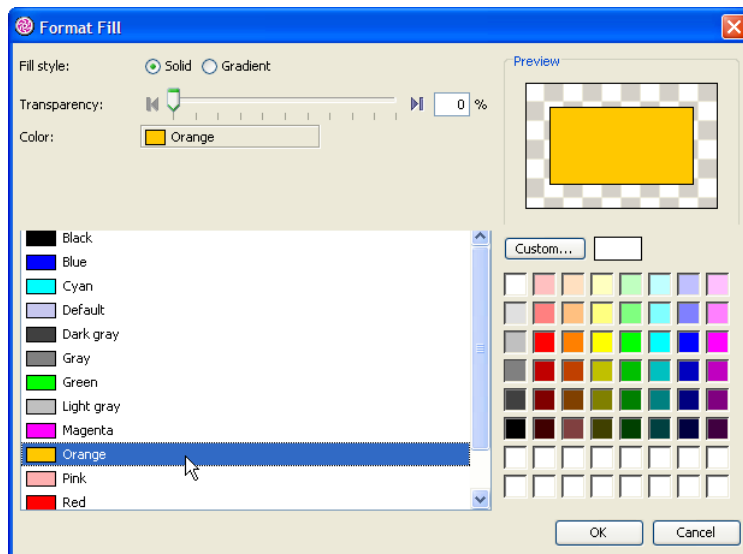 Format Fill
Fill style: Solid Gradient
Preview
Transparency: 0 %
Color: Orange
Black
Blue
Cyan
Default
Dark gray
Gray
Green
Light gray
Magenta
Orange
Pink
Red
Custom...
OK Cancel